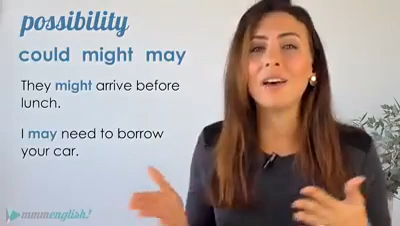 possibility
could might may
They might arrive before
lunch.
I may need to borrow
your car.
mmmenglish!